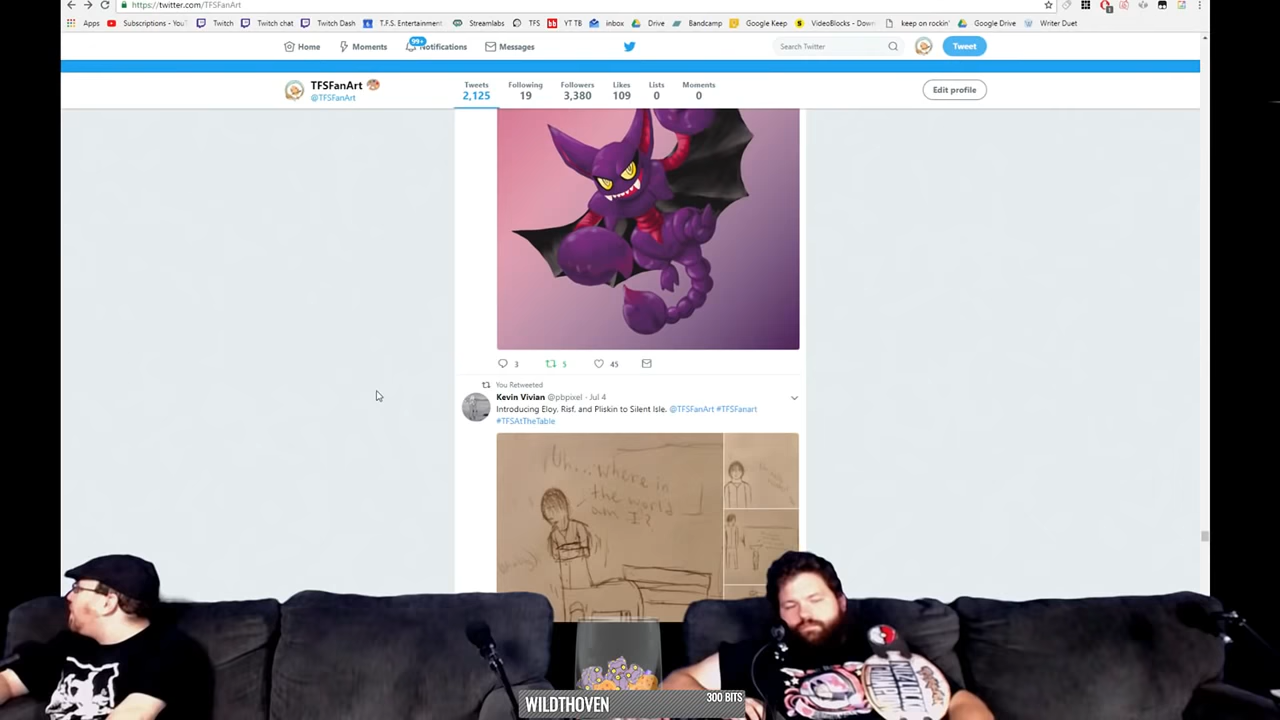 https://twitter.com/TFSFanArt
Apps Subscriptions - You Twitch Twitch chat Twitch Dash T.F.S. Entertainment Streamlabs TFS YT TB inbox Drive Bandcamp Google Keep VideoBlocks - Down keep on rockin' Google Drive Writer Duet
Home Moments 99+ Notifications Messages Search Twitter Tweet
TFSFanArt
@TFSFanArt
Tweets Following Followers Likes Lists Moments
2,125 19 3,380 109 0 0
Edit profile
3 5 45
You Retweeted
Kevin Vivian @pbpixel · Jul 4
Introducing Eloy, Risf, and Pliskin to Silent Isle. @TFSFanArt #TFSFanart
#TFSAtTheTable
Uh... where in
the world
am I?
WILDTHOVEN 300 BITS